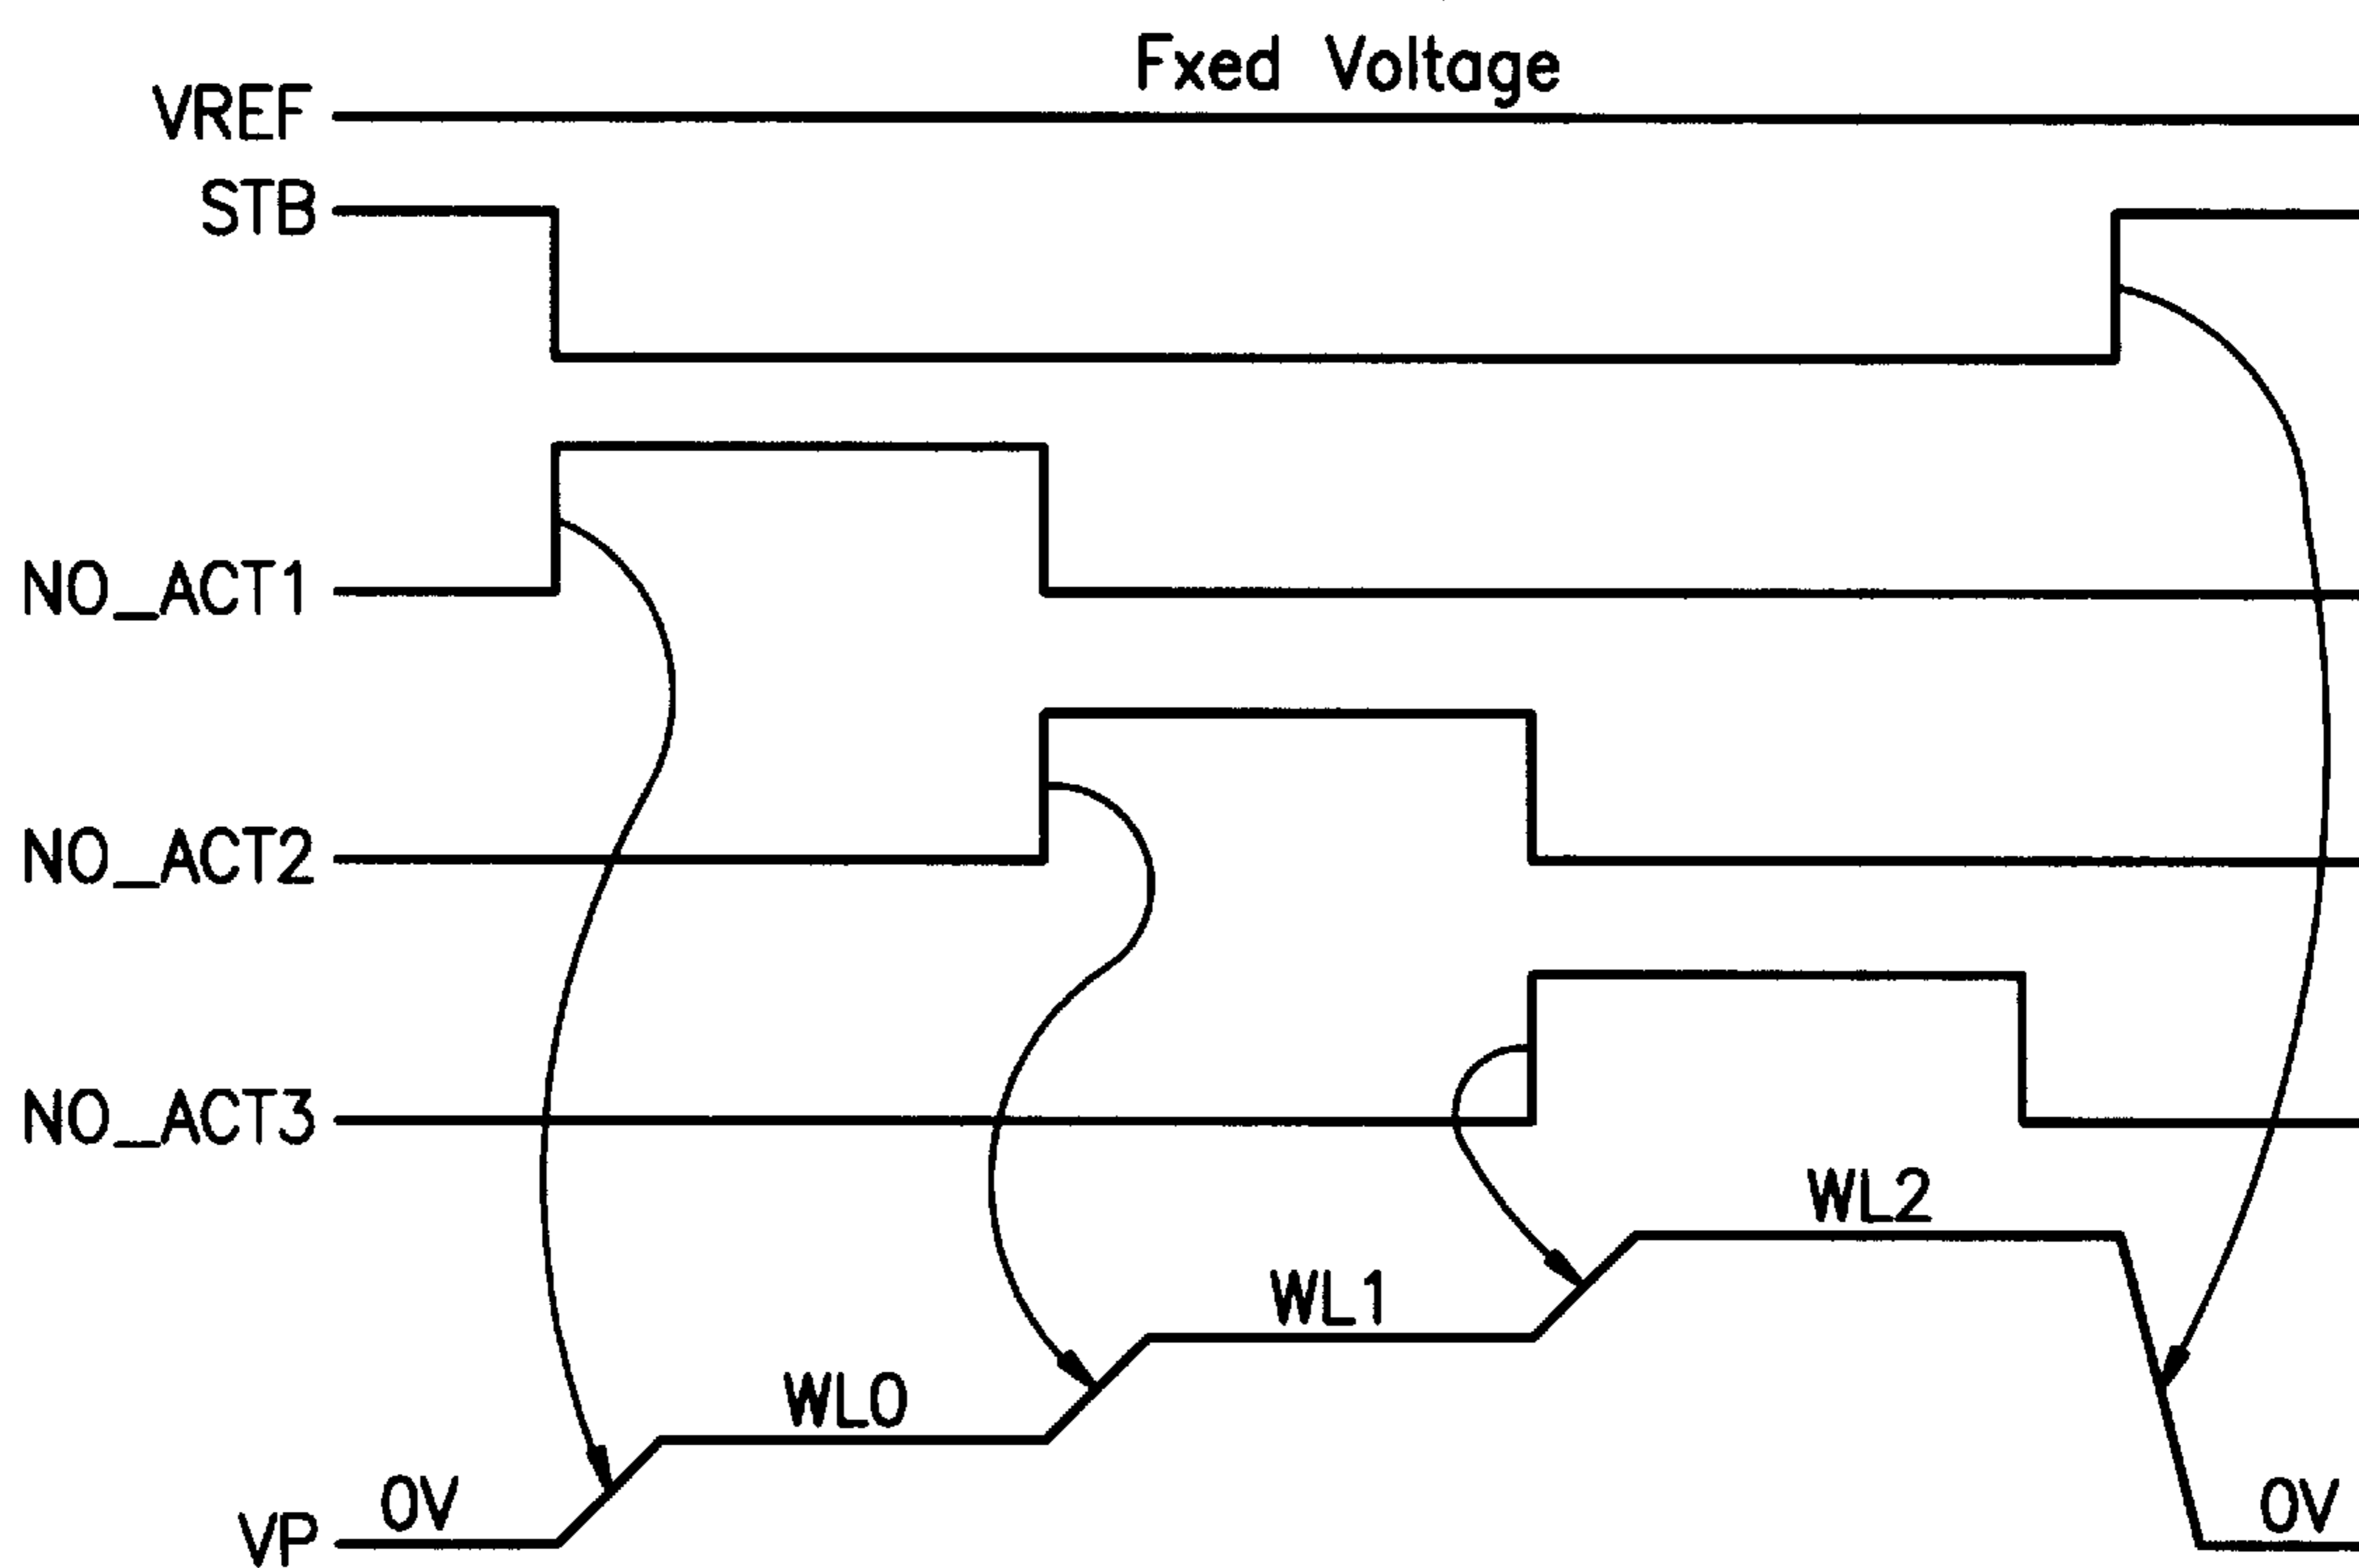 Fxed Voltage
VREF
STB
NO_ACT1
NO_ACT2
NO_ACT3
WL2
WL1
WL0
0V
0V
VP